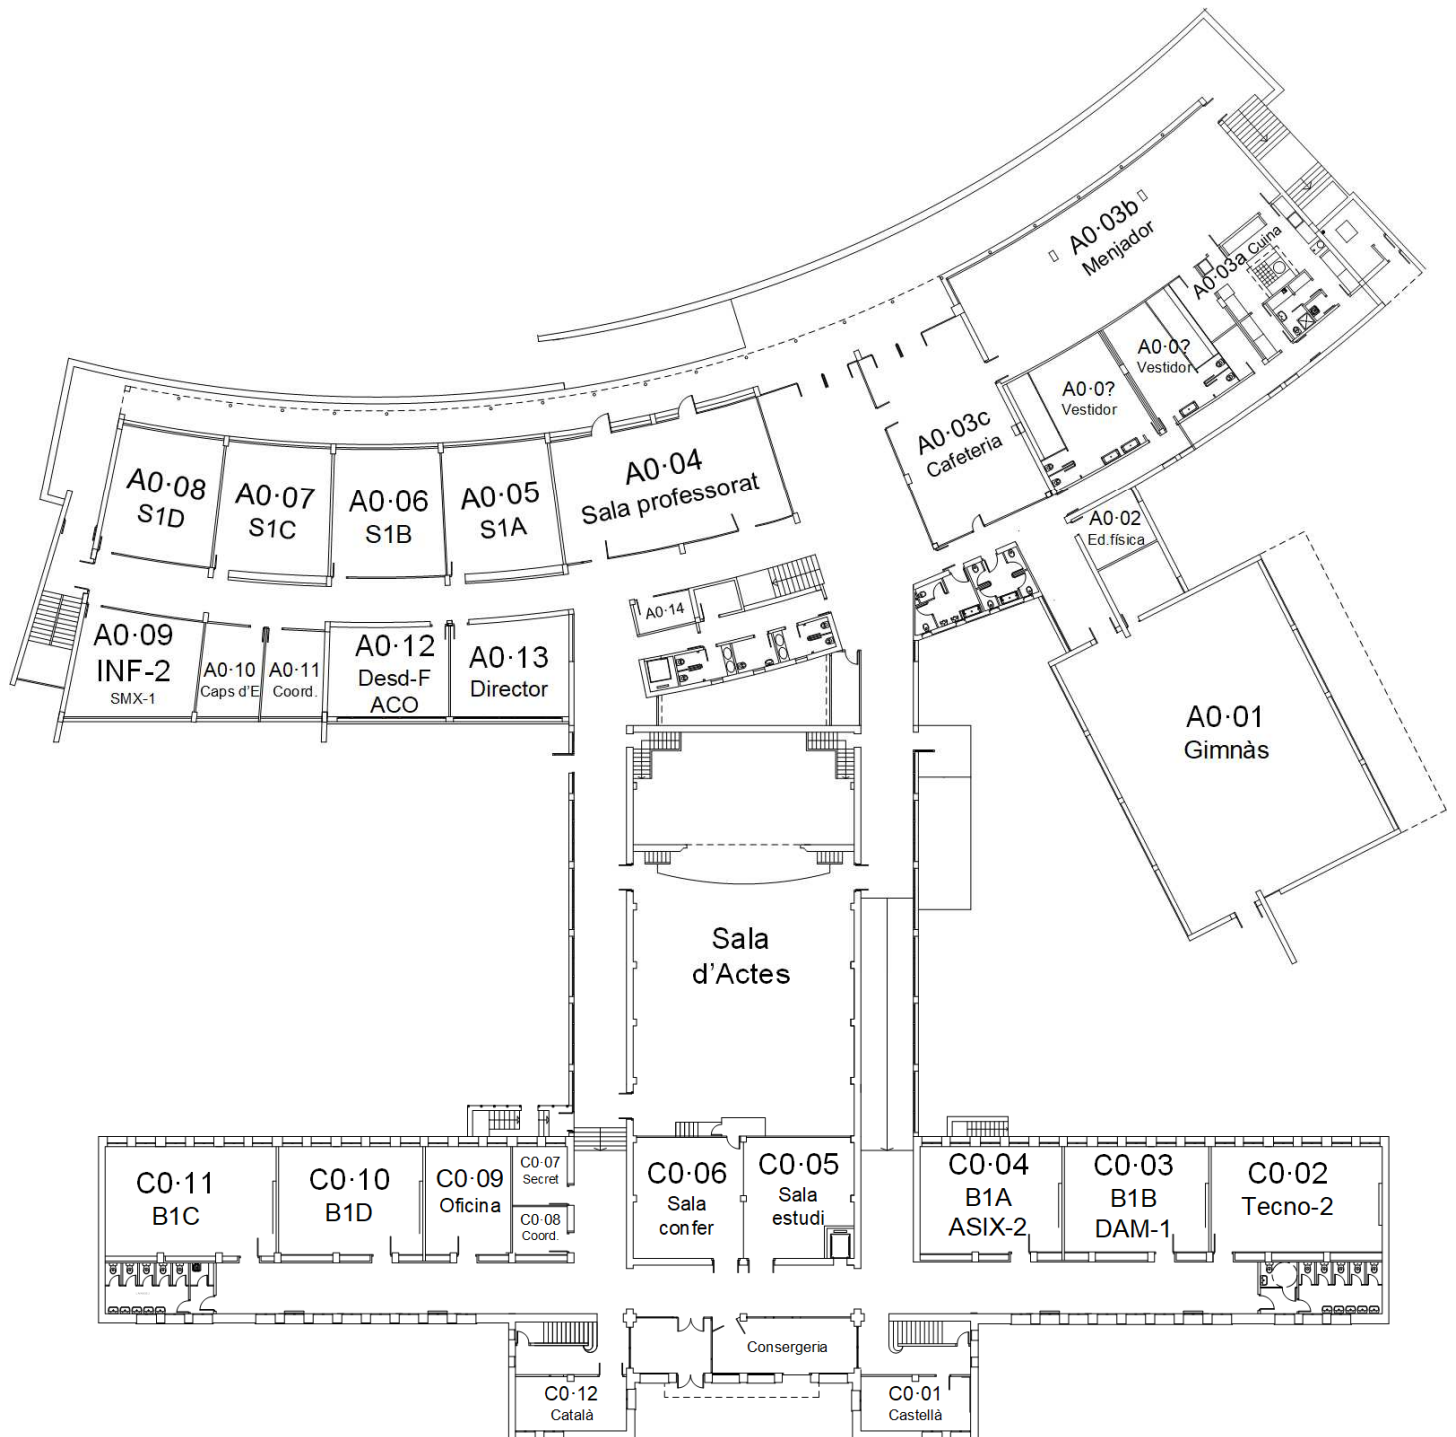 A0·03b
Menjador
A0·03a Cuina
A0·0?
Vestidor
A0·0?
Vestidor
A0·03c
Cafeteria
A0·04
Sala professorat
A0·05
S1A
A0·06
S1B
A0·07
S1C
A0·08
S1D
A0·02
Ed.física
A0·14
A0·09
INF-2
SMX-1
A0·10
Caps d'E
A0·11
Coord.
A0·12
Desd-F
ACO
A0·13
Director
A0·01
Gimnàs
Sala
d'Actes
C0·11
B1C
C0·10
B1D
C0·09
Oficina
C0·07
Secret
C0·08
Coord.
C0·06
Sala
confer
C0·05
Sala
estudi
C0·04
B1A
ASIX-2
C0·03
B1B
DAM-1
C0·02
Tecno-2
Consergeria
C0·12
Català
C0·01
Castellà